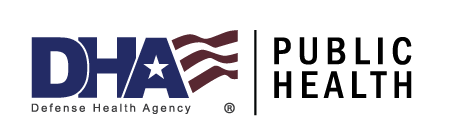 DHA
Defense Health Agency ®
PUBLIC
HEALTH